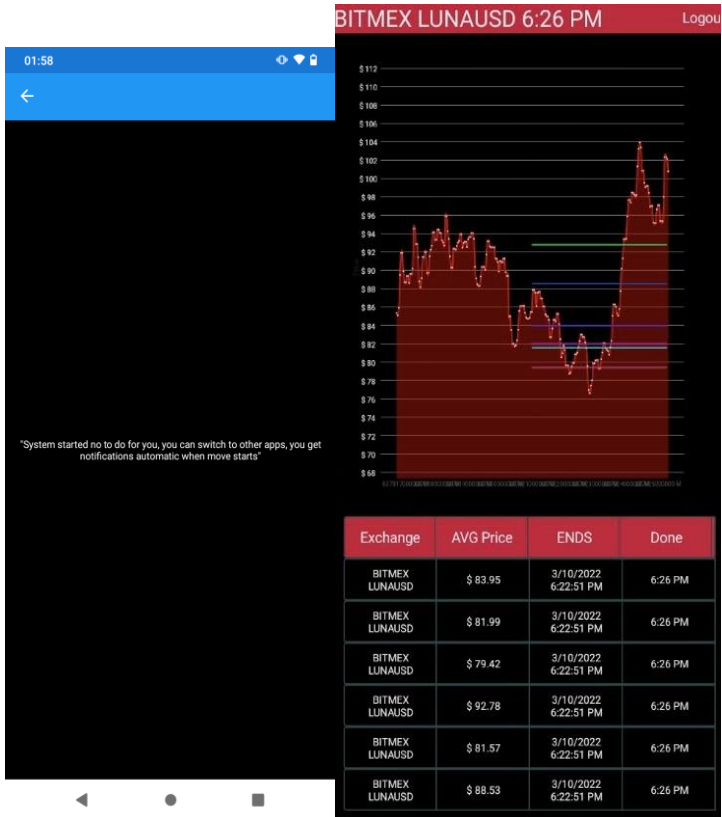 01:58
"System started no to do for you, you can switch to other apps, you get
notifications automatic when move starts"
BITMEX LUNAUSD 6:26 PM
Logou
$ 112
$ 110
$ 108
$ 106
$ 104
$ 102
$ 100
$ 98
$ 96
$ 94
$ 92
$ 90
$ 88
$ 86
$ 84
$ 82
$ 80
$ 78
$ 76
$ 74
$ 72
$ 70
$ 68
Exchange AVG Price ENDS Done
BITMEX LUNAUSD $ 83.95 3/10/2022 6:22:51 PM 6:26 PM
BITMEX LUNAUSD $ 81.99 3/10/2022 6:22:51 PM 6:26 PM
BITMEX LUNAUSD $ 79.42 3/10/2022 6:22:51 PM 6:26 PM
BITMEX LUNAUSD $ 92.78 3/10/2022 6:22:51 PM 6:26 PM
BITMEX LUNAUSD $ 81.57 3/10/2022 6:22:51 PM 6:26 PM
BITMEX LUNAUSD $ 88.53 3/10/2022 6:22:51 PM 6:26 PM